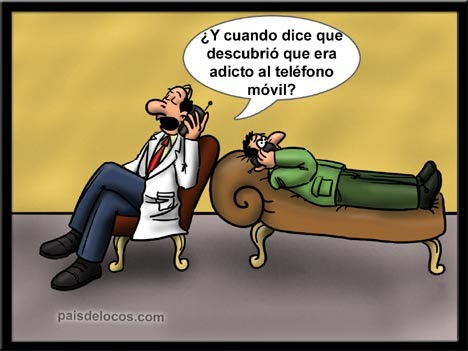 ¿Y cuando dice que
descubrió que era
adicto al teléfono
móvil?
paisdelocos.com